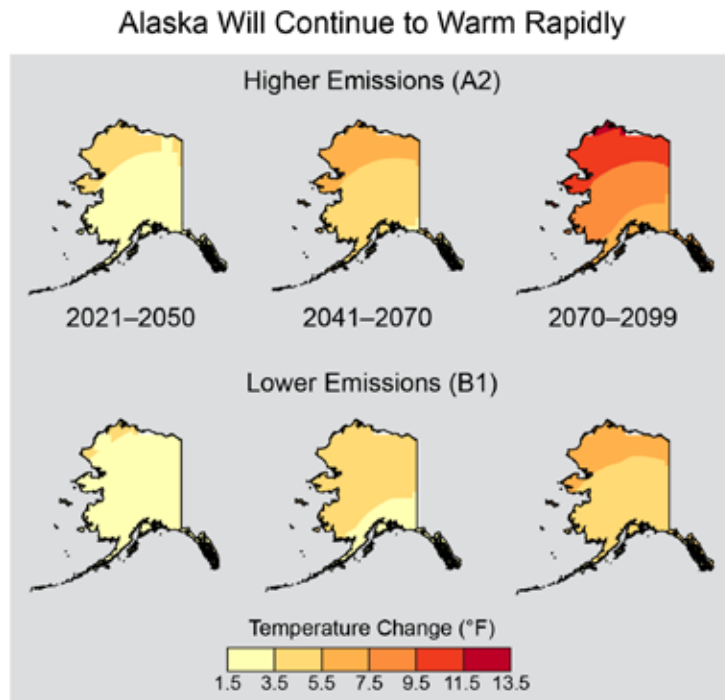 Alaska Will Continue to Warm Rapidly
Higher Emissions (A2)
2021–2050 2041–2070 2070–2099
Lower Emissions (B1)
Temperature Change (°F)
1.5 3.5 5.5 7.5 9.5 11.5 13.5